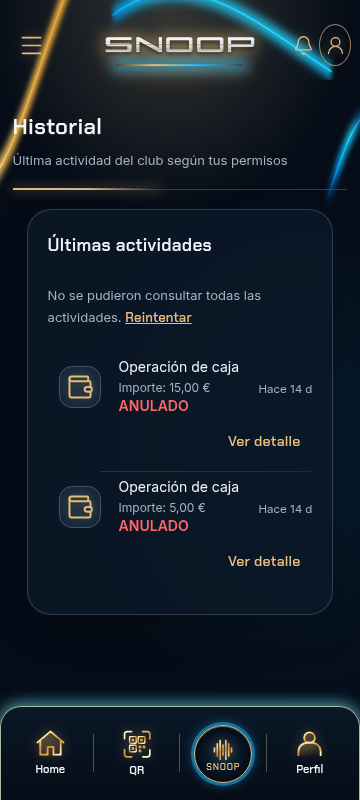 SNOOP
Historial
Última actividad del club según tus permisos
Últimas actividades
No se pudieron consultar todas las
actividades. Reintentar
Operación de caja
Importe: 15,00 €
Hace 14 d
ANULADO
Ver detalle
Operación de caja
Importe: 5,00 €
Hace 14 d
ANULADO
Ver detalle
Home
QR
SNOOP
Perfil